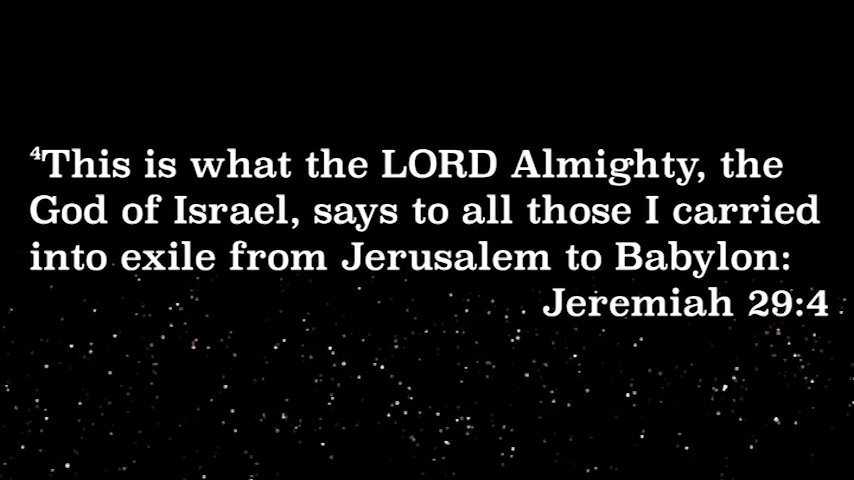 ⁴This is what the LORD Almighty, the
God of Israel, says to all those I carried
into exile from Jerusalem to Babylon:
Jeremiah 29:4